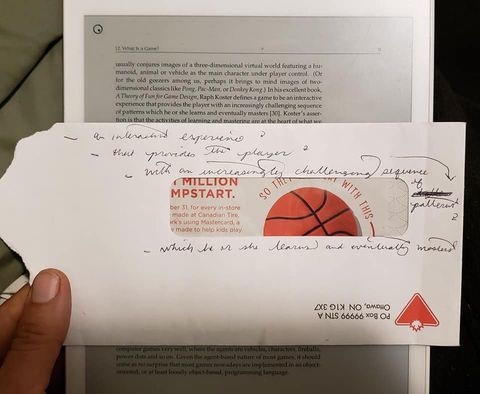 1.2. What Is a Game?
9
usually conjures images of a three-dimensional virtual world featuring a hu-
manoid, animal or vehicle as the main character under player control. (Or
for the old geezers among us, perhaps it brings to mind images of two-
dimensional classics like Pong, Pac-Man, or Donkey Kong.) In his excellent book,
A Theory of Fun for Game Design, Raph Koster defines a game to be an interactive
experience that provides the player with an increasingly challenging sequence
of patterns which he or she learns and eventually masters [30]. Koster's asser-
tion is that the activities of learning and mastering are at the heart of what we
– an interactive experience ?
– that provides the player ?
– with an increasingly challenging sequence
of
patterns
?
1 MILLION
MPSTART.
ber 31, for every in-store
made at Canadian Tire,
rk's using Mastercard, a
e made to help kids play.
SO THEY WITH THIS
– which he or she learns and eventually masters
PO Box 99999 STN A
Ottawa, ON K1G 3X7
computer games very well, where the agents are vehicles, characters, fireballs,
power dots and so on. Given the agent-based nature of most games, it should
come as no surprise that most games nowadays are implemented in an object-
oriented, or at least loosely object-based, programming language.